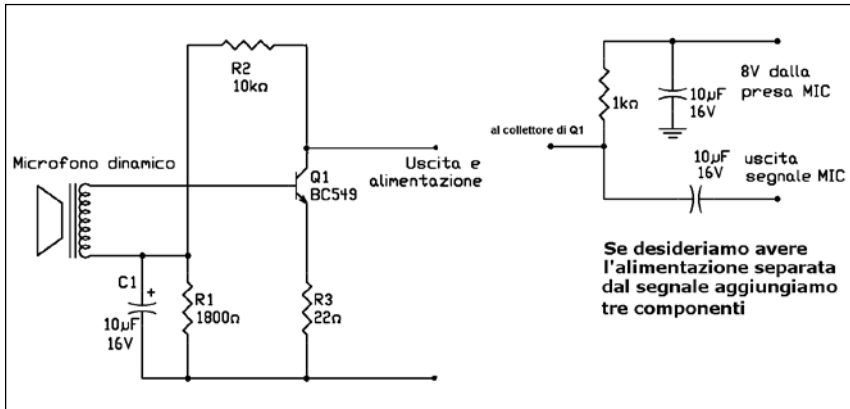 R2
10kΩ
Microfono dinamico
Q1
BC549
Uscita e
alimentazione
C1
+
10µF
16V
R1
1800Ω
R3
22Ω
1kΩ
10µF
16V
8V dalla
presa MIC
al collettore di Q1
10µF
16V
uscita
segnale MIC
Se desideriamo avere
l'alimentazione separata
dal segnale aggiungiamo
tre componenti